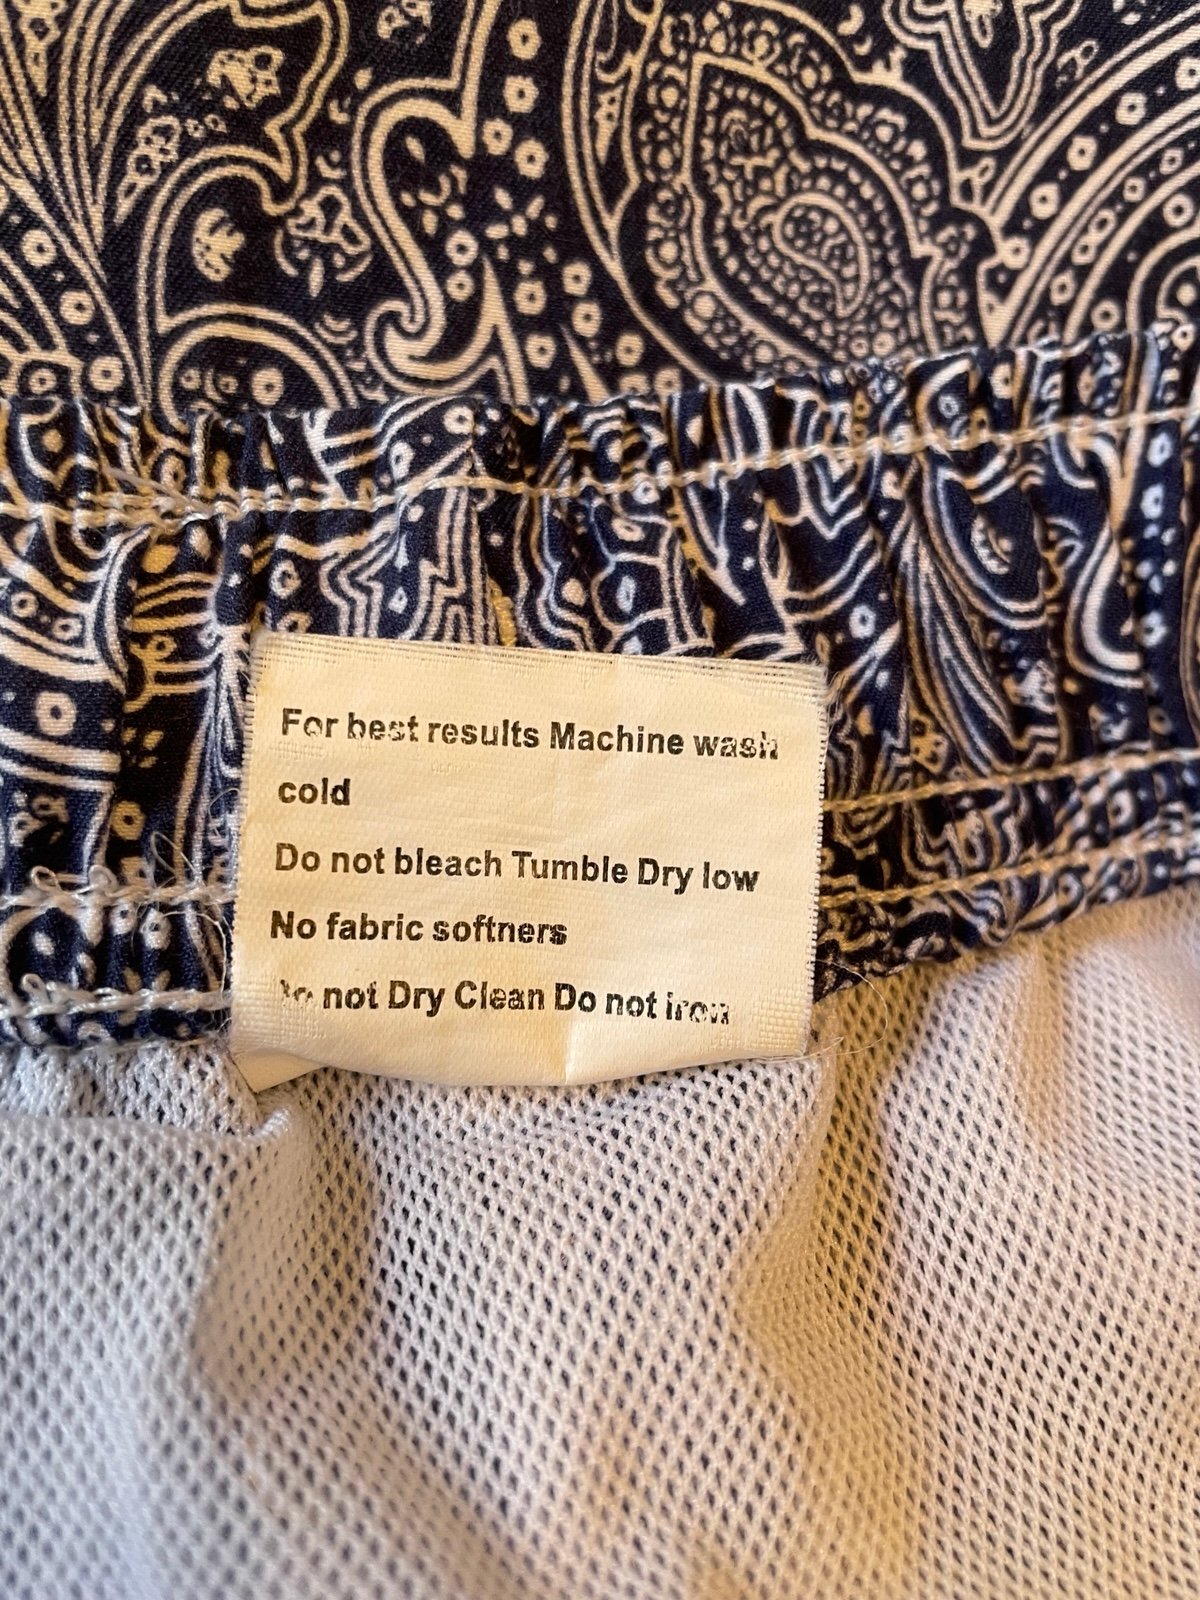 For best results Machine wash
cold
Do not bleach Tumble Dry low
No fabric softners
Do not Dry Clean Do not iron